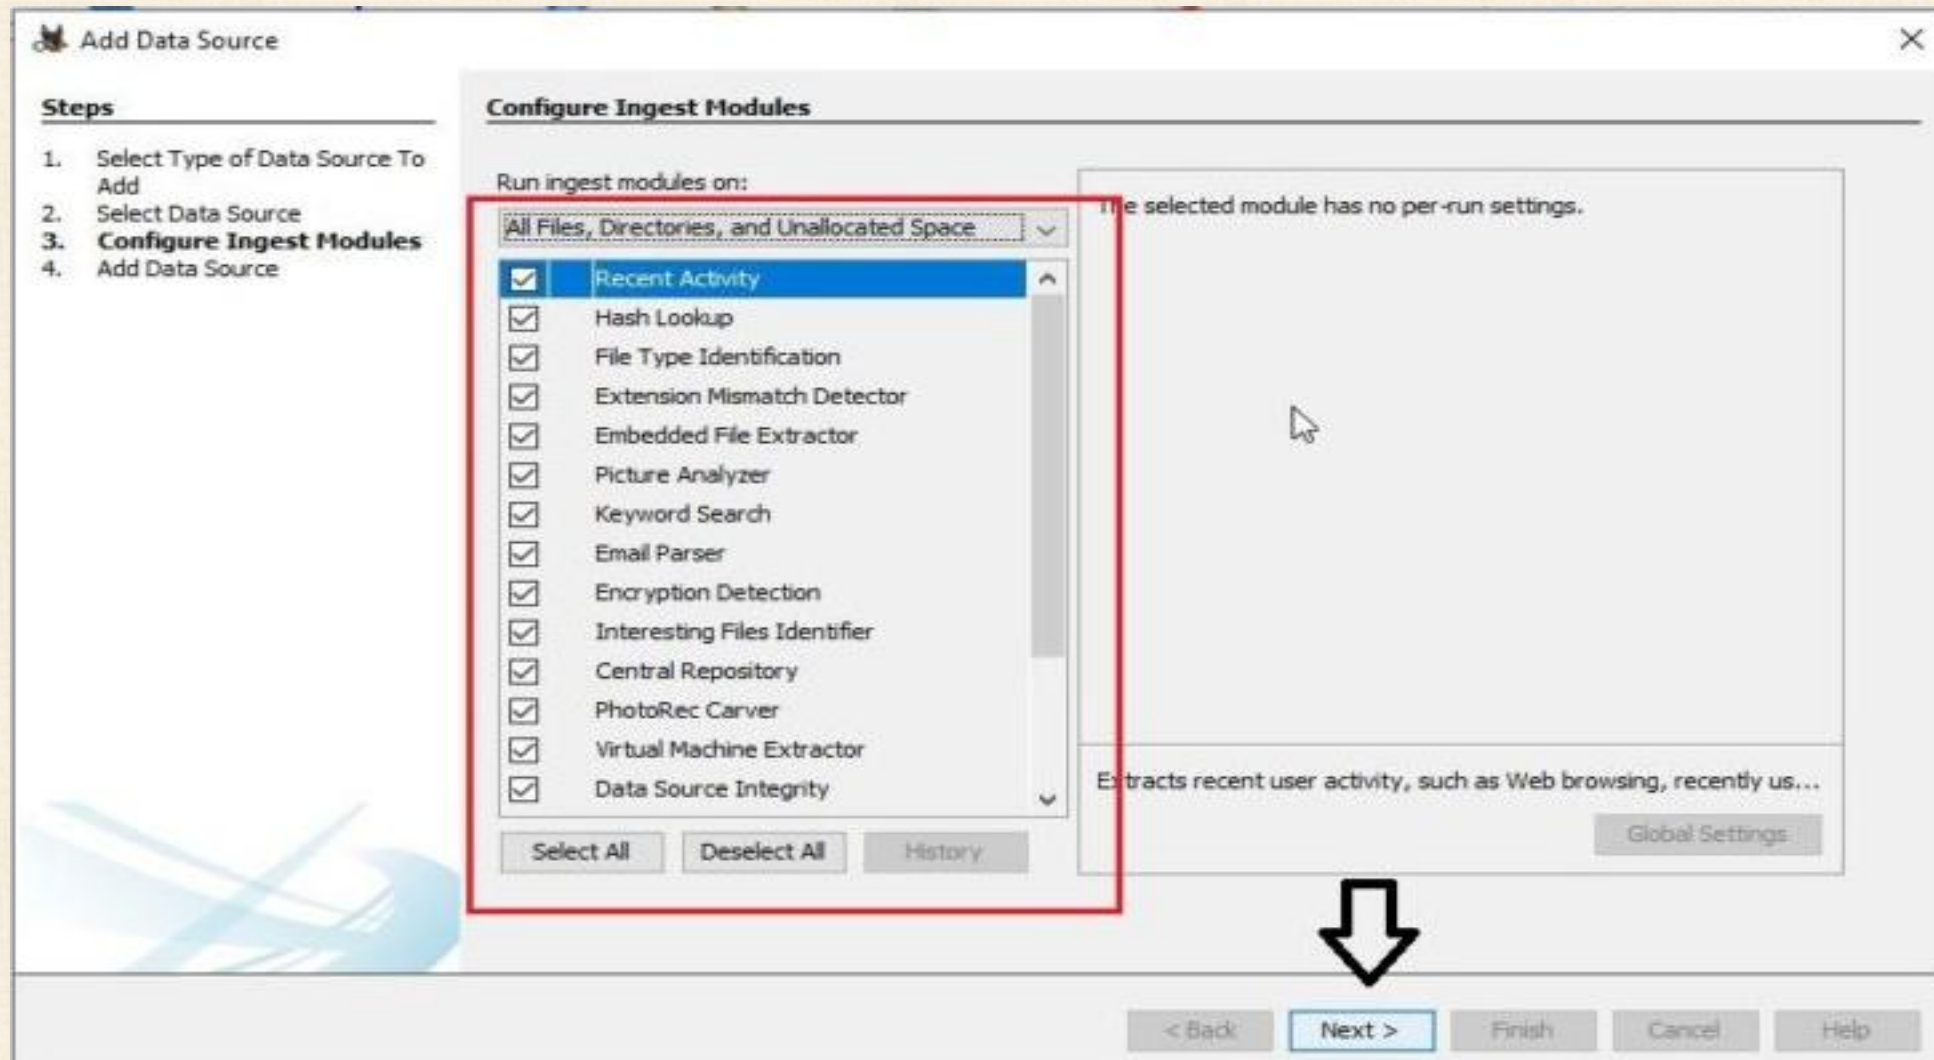 Add Data Source
Steps
1. Select Type of Data Source To
Add
2. Select Data Source
3. Configure Ingest Modules
4. Add Data Source
Configure Ingest Modules
Run ingest modules on:
All Files, Directories, and Unallocated Space
Recent Activity
Hash Lookup
File Type Identification
Extension Mismatch Detector
Embedded File Extractor
Picture Analyzer
Keyword Search
Email Parser
Encryption Detection
Interesting Files Identifier
Central Repository
PhotoRec Carver
Virtual Machine Extractor
Data Source Integrity
Select All
Deselect All
History
The selected module has no per-run settings.
Extracts recent user activity, such as Web browsing, recently us...
Global Settings
< Back
Next >
Finish
Cancel
Help